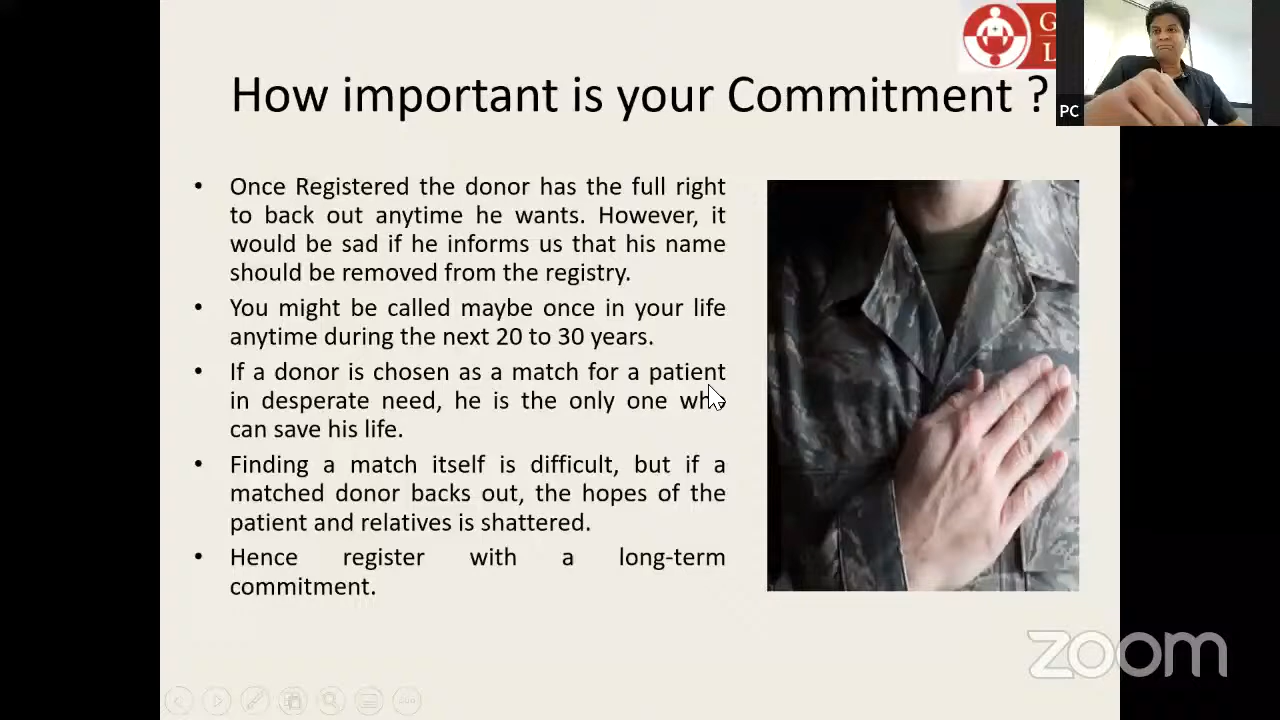 G
L
How important is your Commitment ?
PC
• Once Registered the donor has the full right
to back out anytime he wants. However, it
would be sad if he informs us that his name
should be removed from the registry.
• You might be called maybe once in your life
anytime during the next 20 to 30 years.
• If a donor is chosen as a match for a patient
in desperate need, he is the only one who
can save his life.
• Finding a match itself is difficult, but if a
matched donor backs out, the hopes of the
patient and relatives is shattered.
• Hence register with a long-term
commitment.
zoom